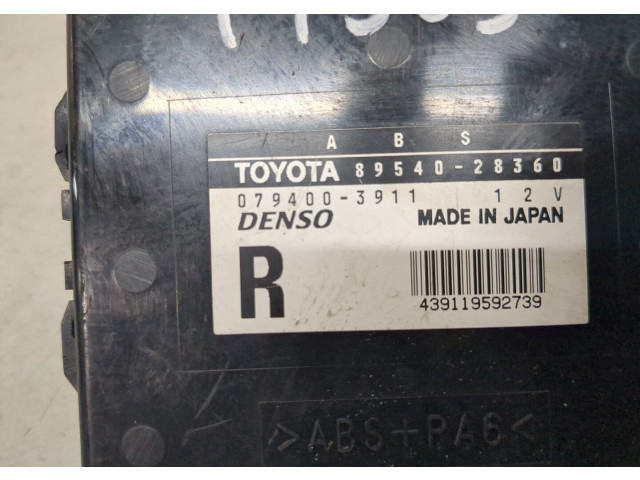 A B S
TOYOTA 89540-28360
079400-3911 12V
DENSO MADE IN JAPAN
R
439119592739
>ABS+PA6<